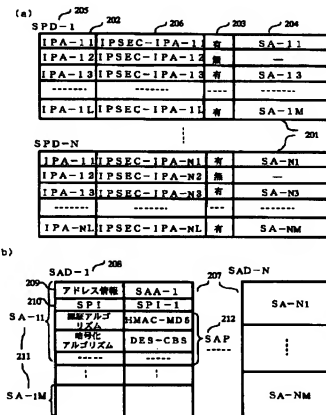 (a)
205
202 206 203 204
SPD-1
IPA-11 IPSEC-IPA-11 有 SA-11
IPA-12 IPSEC-IPA-12 無 —
IPA-13 IPSEC-IPA-13 有 SA-13
IPA-1L IPSEC-IPA-1L 有 SA-1M
201
SPD-N
IPA-11 IPSEC-IPA-N1 有 SA-N1
IPA-12 IPSEC-IPA-N2 無 —
IPA-13 IPSEC-IPA-N3 有 SA-N3
IPA-NL IPSEC-IPA-NL 有 SA-NM
b)
SAD-1 208
207 SAD-N
209 アドレス情報 SAA-1
210 SPI SPI-1
SA-11 認証アルゴリズム HMAC-MD5 SAP 212
暗号化アルゴリズム DES-CBS
211
SA-1M
SA-N1
SA-NM